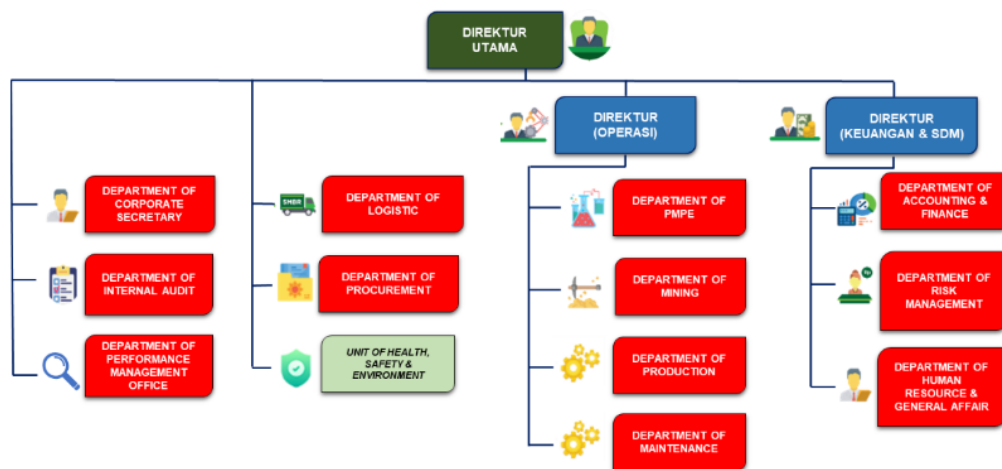 DIREKTUR
UTAMA
DIREKTUR
(OPERASI)
DIREKTUR
(KEUANGAN & SDM)
DEPARTMENT OF
CORPORATE
SECRETARY
SMBR
DEPARTMENT OF
LOGISTIC
DEPARTMENT OF
PMPE
DEPARTMENT OF
ACCOUNTING &
FINANCE
DEPARTMENT OF
INTERNAL AUDIT
DEPARTMENT OF
PROCUREMENT
DEPARTMENT OF
MINING
Rp
DEPARTMENT OF
RISK
MANAGEMENT
DEPARTMENT OF
PERFORMANCE
MANAGEMENT
OFFICE
UNIT OF HEALTH,
SAFETY &
ENVIRONMENT
DEPARTMENT OF
PRODUCTION
DEPARTMENT OF
HUMAN
RESOURCE &
GENERAL AFFAIR
DEPARTMENT OF
MAINTENANCE